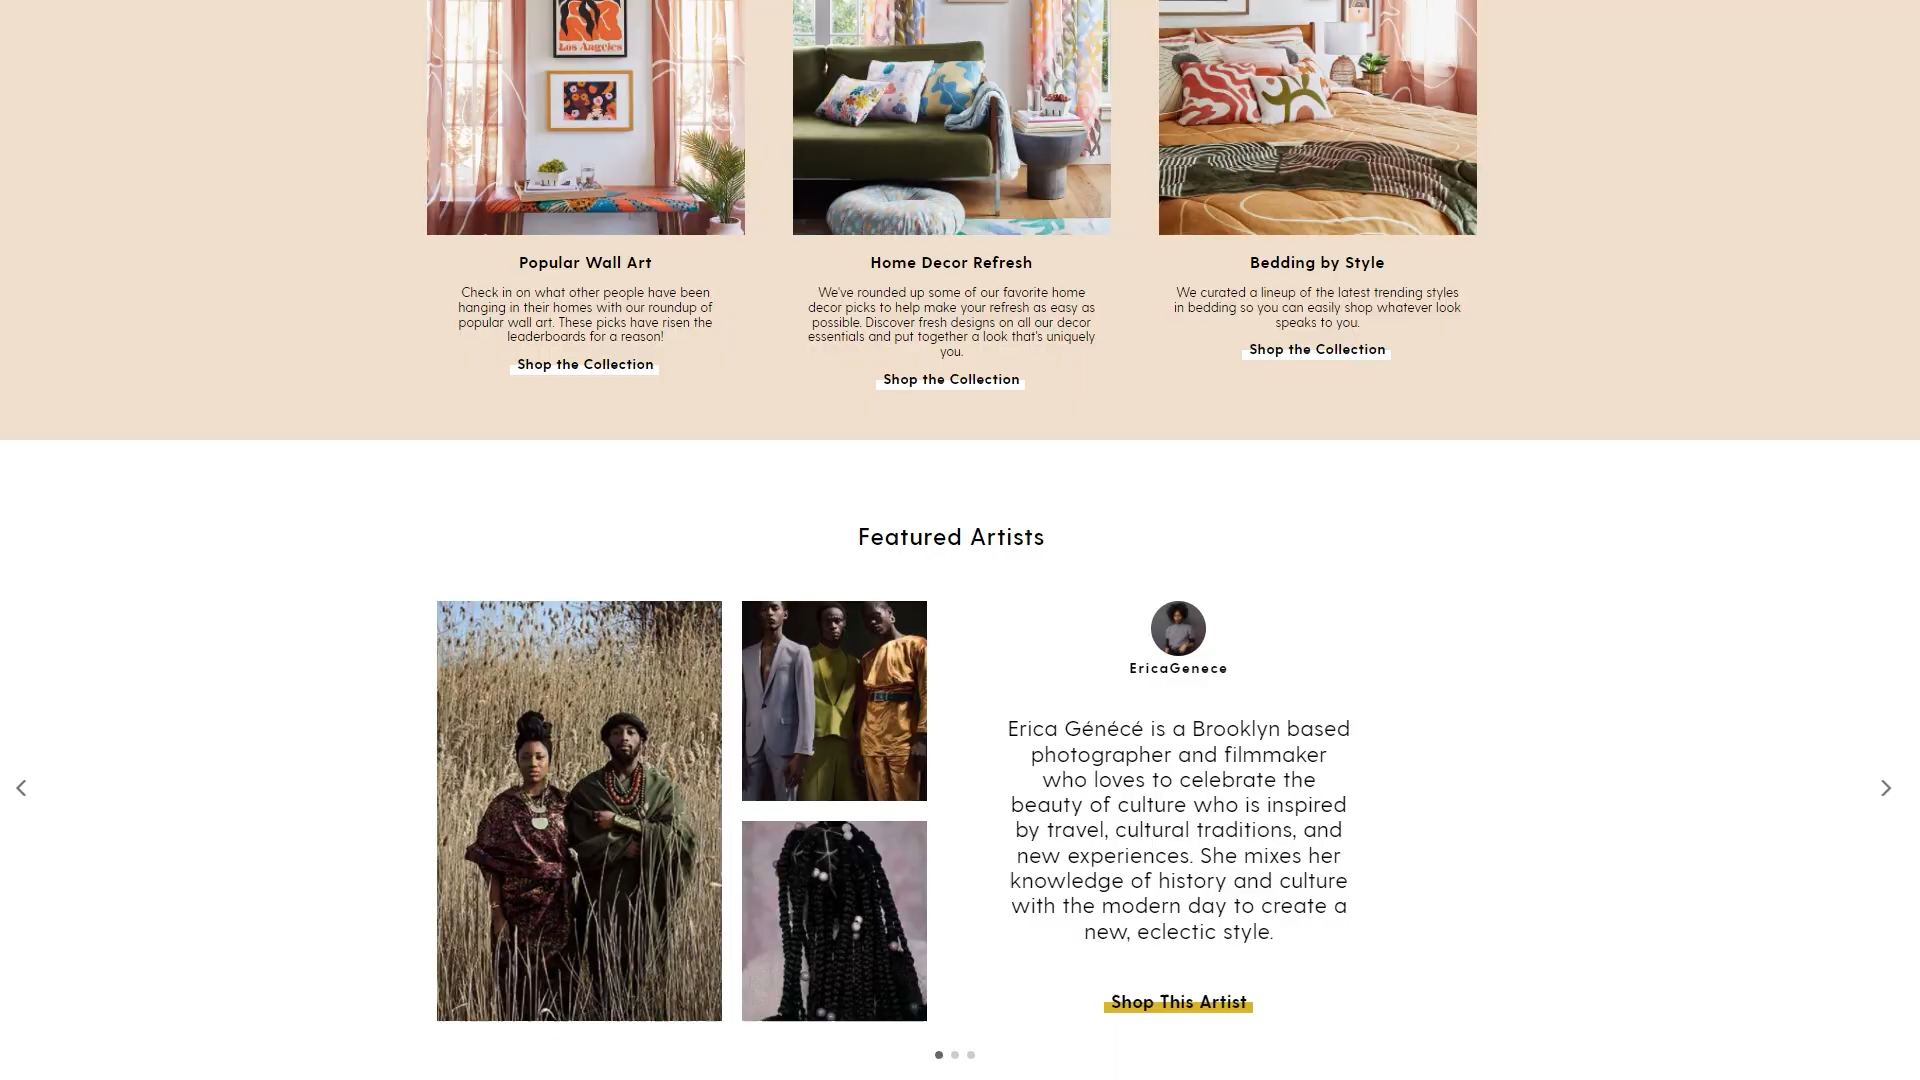 Los Angeles
Popular Wall Art
Check in on what other people have been
hanging in their homes with our roundup of
popular wall art. These picks have risen the
leaderboards for a reason!
Shop the Collection
Home Decor Refresh
We've rounded up some of our favorite home
decor picks to help make your refresh as easy as
possible. Discover fresh designs on all our decor
essentials and put together a look that's uniquely
you.
Shop the Collection
Bedding by Style
We curated a lineup of the latest trending styles
in bedding so you can easily shop whatever look
speaks to you.
Shop the Collection
Featured Artists
EricaGenece
Erica Génécé is a Brooklyn based
photographer and filmmaker
who loves to celebrate the
beauty of culture who is inspired
by travel, cultural traditions, and
new experiences. She mixes her
knowledge of history and culture
with the modern day to create a
new, eclectic style.
Shop This Artist